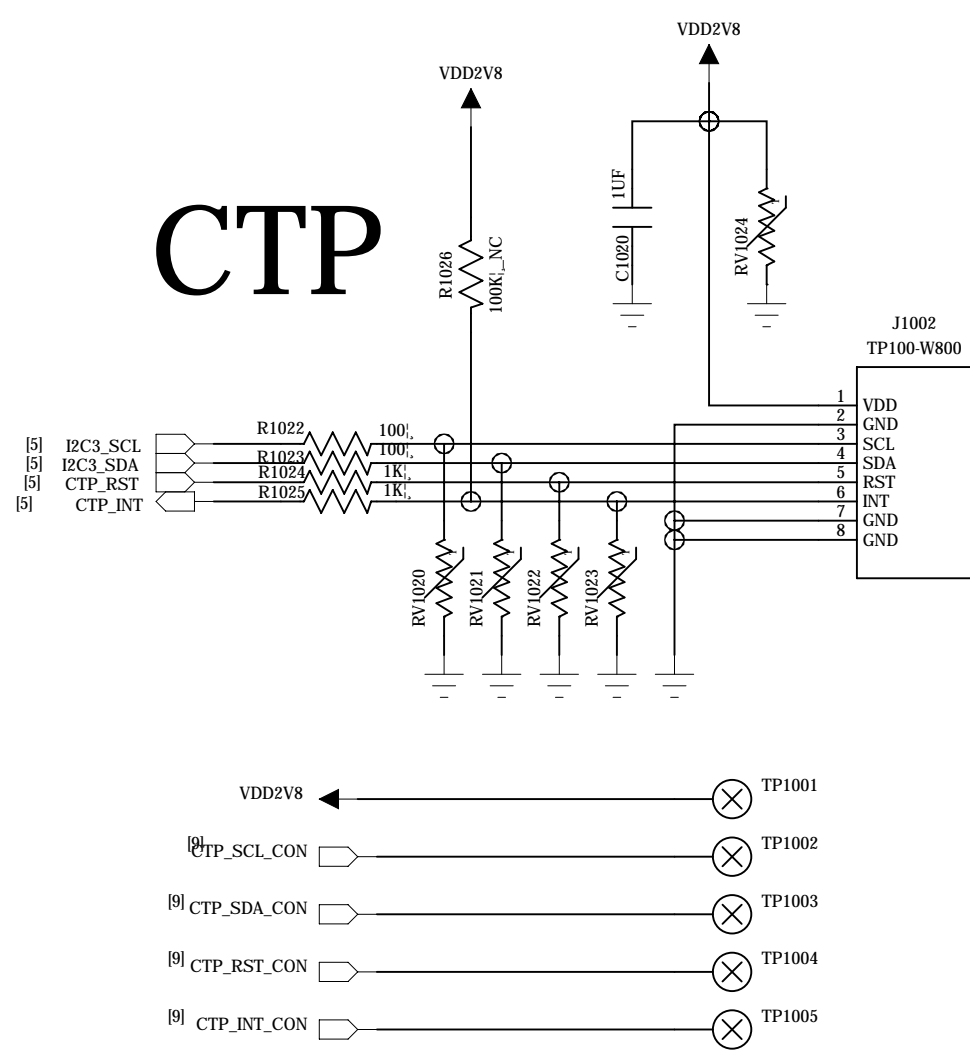 VDD2V8
VDD2V8
CTP
R1026
100K¦¸_NC
1UF
C1020
RV1024
J1002
TP100-W800
1 VDD
2 GND
[5] I2C3_SCL R1022 100¦¸ 3 SCL
[5] I2C3_SDA R1023 100¦¸ 4 SDA
[5] CTP_RST R1024 1K¦¸ 5 RST
[5] CTP_INT R1025 1K¦¸ 6 INT
7 GND
8 GND
RV1020
RV1021
RV1022
RV1023
VDD2V8 TP1001
[9] CTP_SCL_CON TP1002
[9] CTP_SDA_CON TP1003
[9] CTP_RST_CON TP1004
[9] CTP_INT_CON TP1005